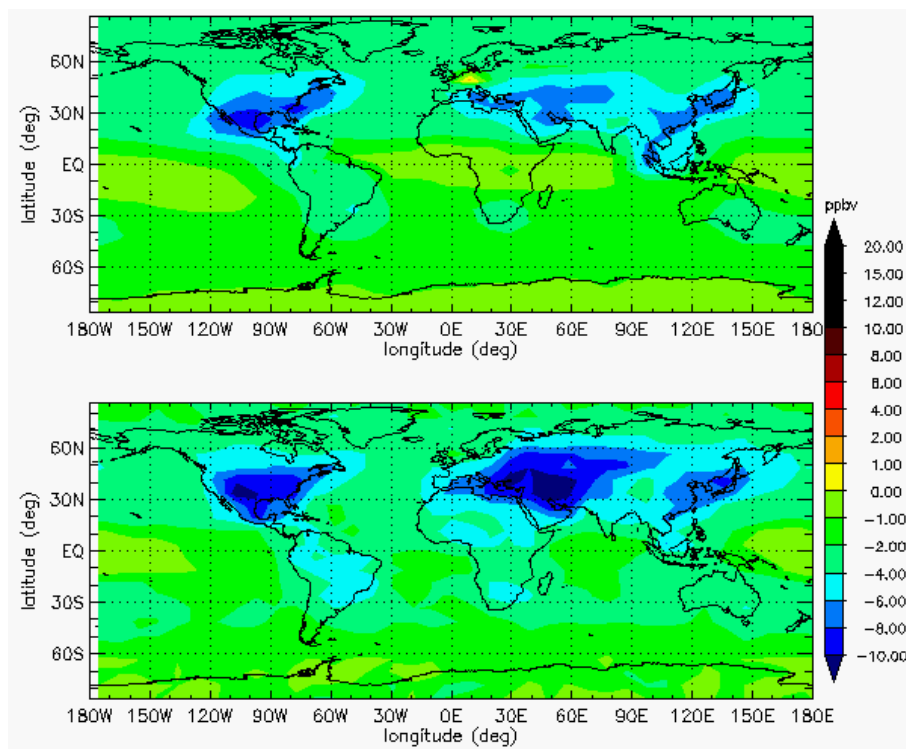 60N
30N
EQ
30S
60S
latitude (deg)
180W 150W 120W 90W 60W 30W 0E 30E 60E 90E 120E 150E 180E
longitude (deg)
ppbv
20.00
15.00
12.00
10.00
8.00
8.00
4.00
2.00
1.00
0.00
-1.00
-2.00
-4.00
-6.00
-8.00
-10.00
60N
30N
EQ
30S
60S
latitude (deg)
180W 150W 120W 90W 60W 30W 0E 30E 60E 90E 120E 150E 180E
longitude (deg)